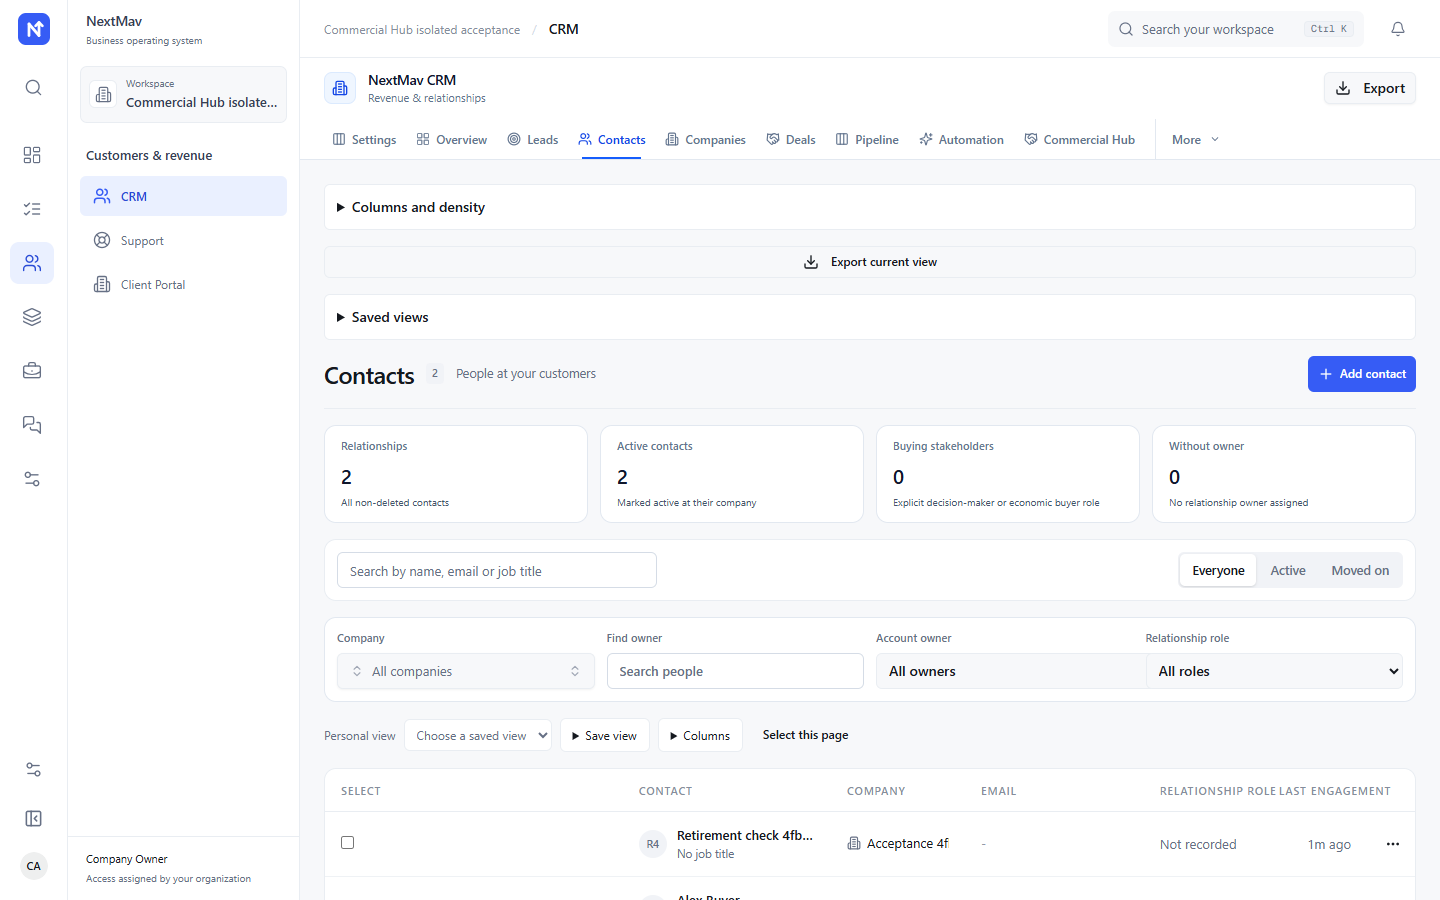 NextMav
Business operating system
Workspace
Commercial Hub isolate...
Customers & revenue
CRM
Support
Client Portal
Company Owner
Access assigned by your organization
CA
Commercial Hub isolated acceptance / CRM
Search your workspace Ctrl K
NextMav CRM
Revenue & relationships
Export
Settings Overview Leads Contacts Companies Deals Pipeline Automation Commercial Hub More
Columns and density
Export current view
Saved views
Contacts 2 People at your customers
Add contact
Relationships
2
All non-deleted contacts
Active contacts
2
Marked active at their company
Buying stakeholders
0
Explicit decision-maker or economic buyer role
Without owner
0
No relationship owner assigned
Search by name, email or job title
Everyone Active Moved on
Company Find owner Account owner Relationship role
All companies Search people All owners All roles
Personal view Choose a saved view Save view Columns Select this page
SELECT CONTACT COMPANY EMAIL RELATIONSHIP ROLE LAST ENGAGEMENT
R4 Retirement check 4fb... Acceptance 4f - Not recorded 1m ago
No job title
Alex Buyer